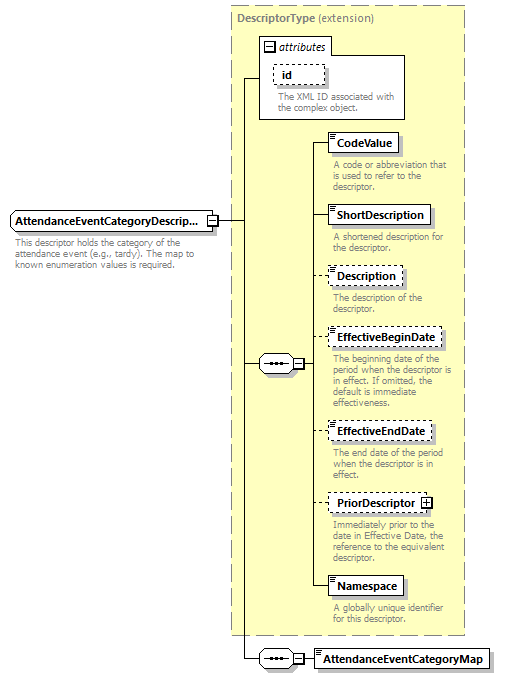 DescriptorType (extension)
attributes
id
The XML ID associated with
the complex object.
CodeValue
A code or abbreviation that
is used to refer to the
descriptor.
ShortDescription
A shortened description for
the descriptor.
AttendanceEventCategoryDescrip...
This descriptor holds the category of the
attendance event (e.g., tardy). The map to
known enumeration values is required.
Description
The description of the
descriptor.
EffectiveBeginDate
The beginning date of the
period when the descriptor is
in effect. If omitted, the
default is immediate
effectiveness.
EffectiveEndDate
The end date of the period
when the descriptor is in
effect.
PriorDescriptor
Immediately prior to the
date in Effective Date, the
reference to the equivalent
descriptor.
Namespace
A globally unique identifier
for this descriptor.
AttendanceEventCategoryMap